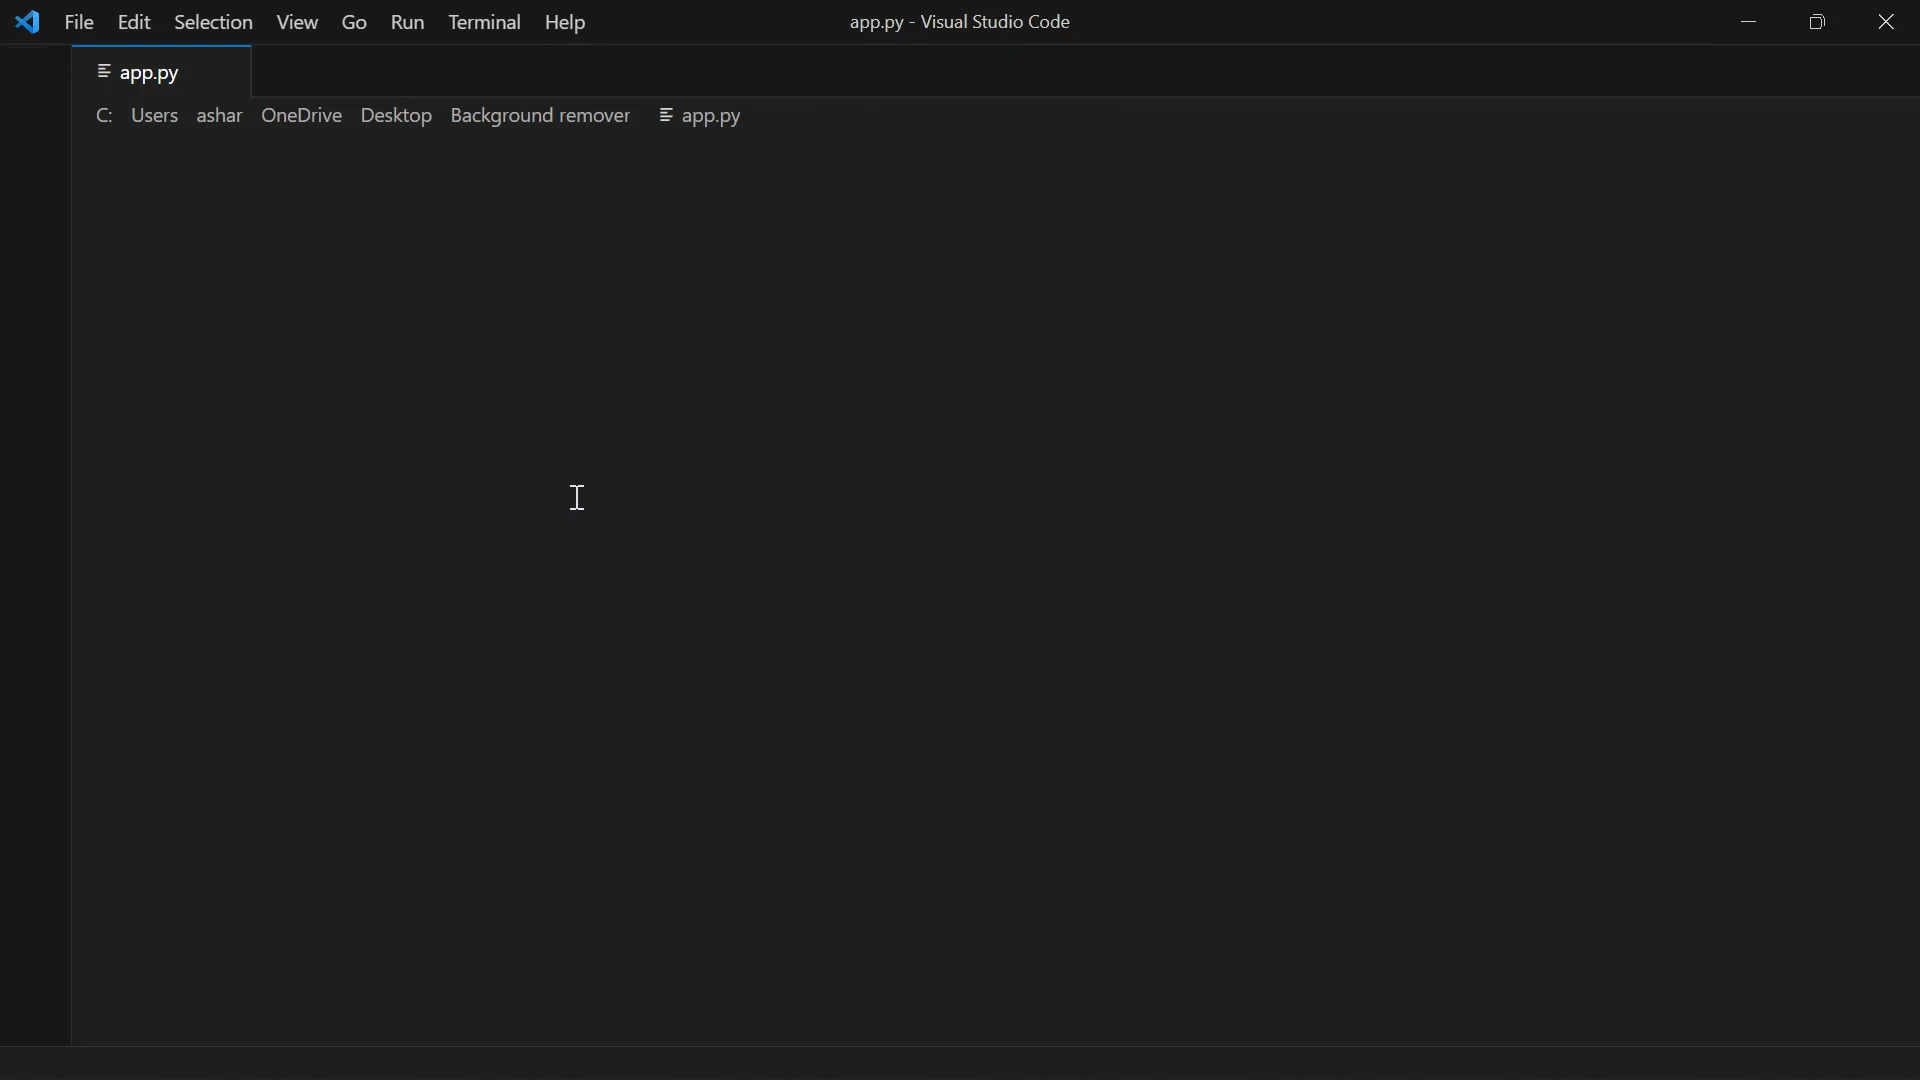 File Edit Selection View Go Run Terminal Help app.py - Visual Studio Code
app.py
C: Users ashar OneDrive Desktop Background remover app.py